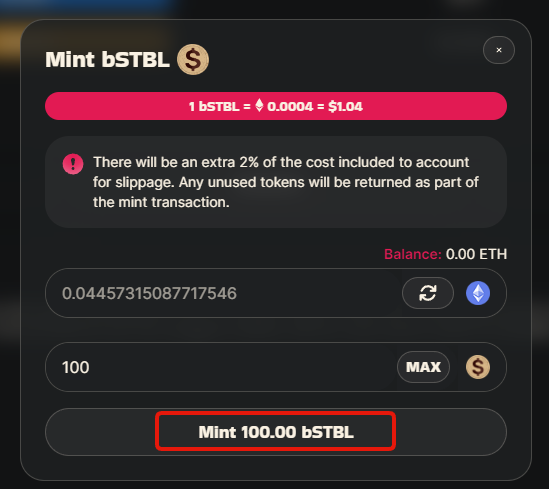 Mint bSTBL $
×
1 bSTBL = 0.0004 = $1.04
! There will be an extra 2% of the cost included to account
for slippage. Any unused tokens will be returned as part of
the mint transaction.
Balance: 0.00 ETH
0.04457315087717546
100 MAX $
Mint 100.00 bSTBL